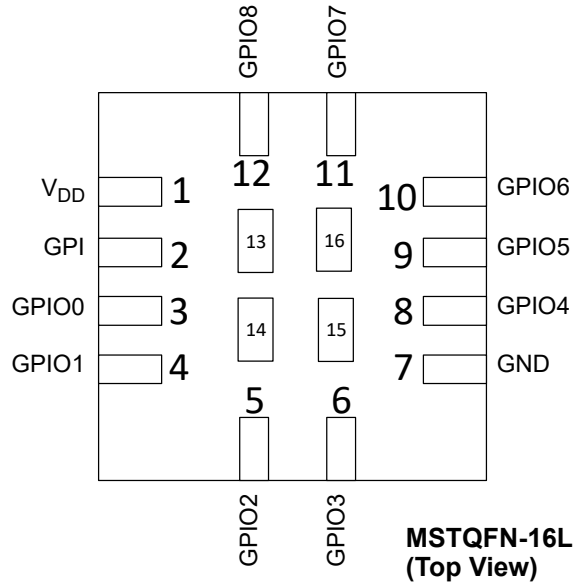 GPIO8
GPIO7
12
11
V_DD
1
10
GPIO6
13
16
GPI
2
9
GPIO5
GPIO0
3
14
15
8
GPIO4
GPIO1
4
7
GND
5
6
GPIO2
GPIO3
MSTQFN-16L
(Top View)